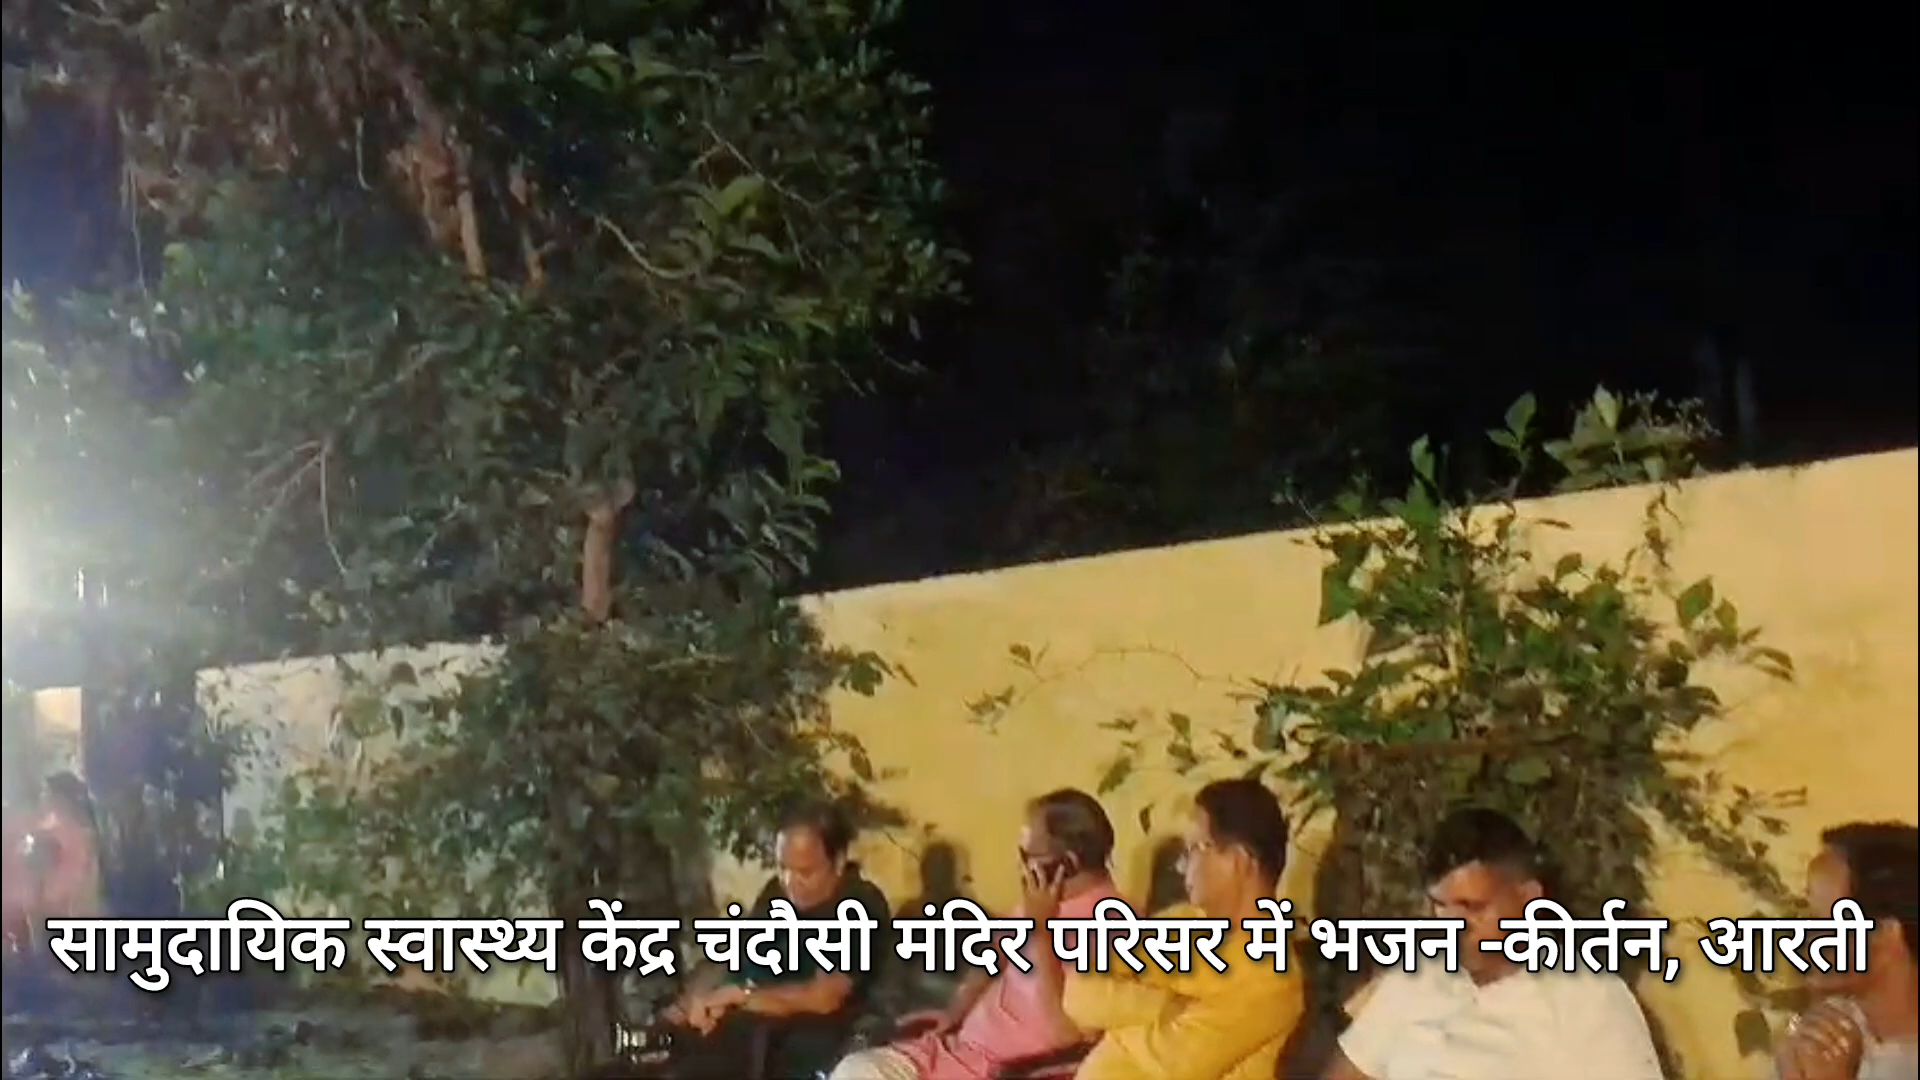 सामुदायिक स्वास्थ्य केंद्र चंदौसी मंदिर परिसर में भजन -कीर्तन, आरती